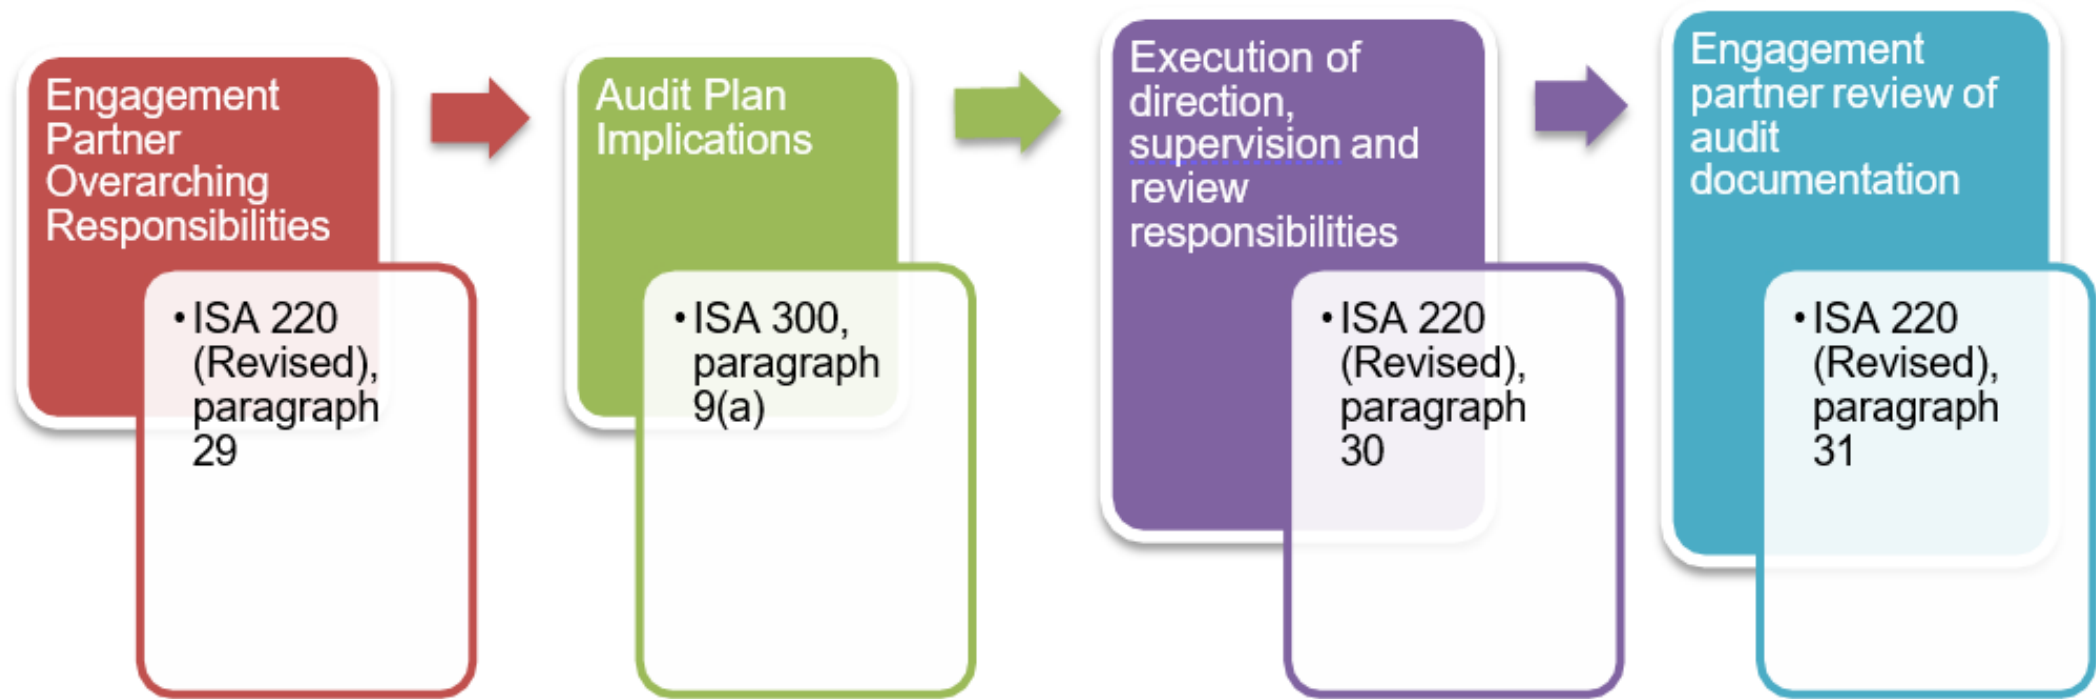 Engagement
Partner
Overarching
Responsibilities
• ISA 220
(Revised),
paragraph
29
Audit Plan
Implications
• ISA 300,
paragraph
9(a)
Execution of
direction,
supervision and
review
responsibilities
• ISA 220
(Revised),
paragraph
30
Engagement
partner review of
audit
documentation
• ISA 220
(Revised),
paragraph
31